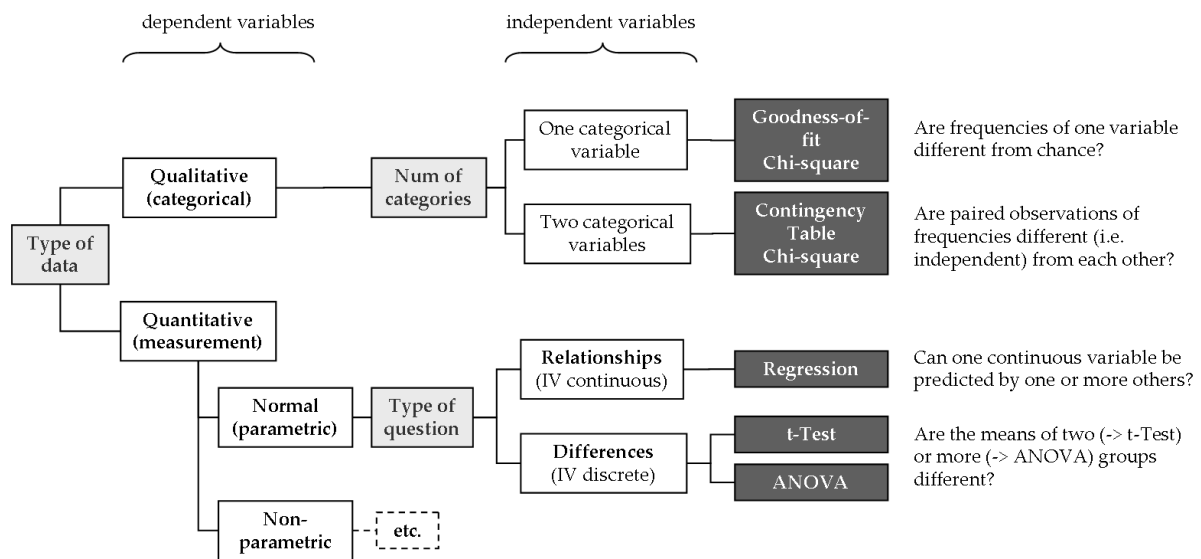 dependent variables
independent variables
One categorical
variable
Goodness-of-
fit
Chi-square
Are frequencies of one variable
different from chance?
Qualitative
(categorical)
Num of
categories
Two categorical
variables
Contingency
Table
Chi-square
Are paired observations of
frequencies different (i.e.
independent) from each other?
Type of
data
Quantitative
(measurement)
Relationships
(IV continuous)
Regression
Can one continuous variable be
predicted by one or more others?
Normal
(parametric)
Type of
question
Differences
(IV discrete)
t-Test
ANOVA
Are the means of two (-> t-Test)
or more (-> ANOVA) groups
different?
Non-
parametric
etc.